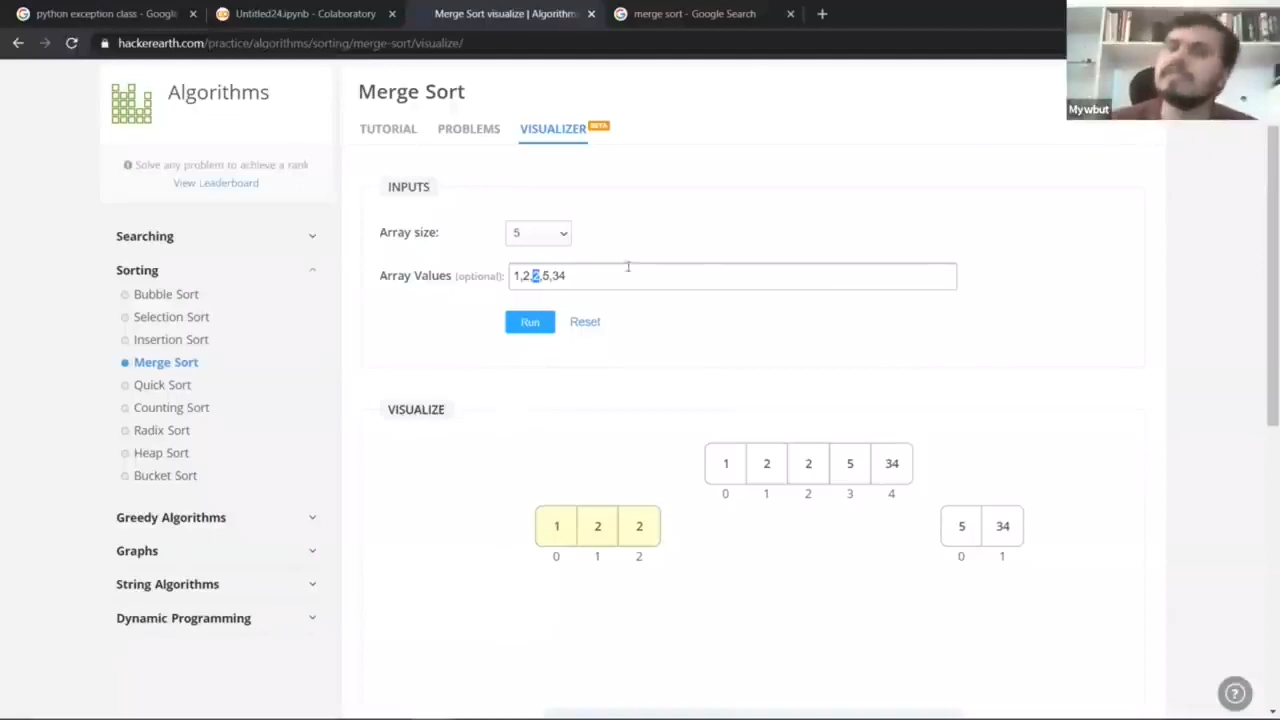 python exception class - Google
Untitled24.ipynb - Colaboratory
Merge Sort visualize | Algorithm
merge sort - Google Search
hackerearth.com/practice/algorithms/sorting/merge-sort/visualize/
Mywbut
Algorithms
Solve any problem to achieve a rank
View Leaderboard
Searching
Sorting
Bubble Sort
Selection Sort
Insertion Sort
Merge Sort
Quick Sort
Counting Sort
Radix Sort
Heap Sort
Bucket Sort
Greedy Algorithms
Graphs
String Algorithms
Dynamic Programming
Merge Sort
TUTORIAL PROBLEMS VISUALIZER BETA
INPUTS
Array size: 5
Array Values (optional): 1,2,2,5,34
Run Reset
VISUALIZE
1 2 2 5 34
0 1 2 3 4
1 2 2 5 34
0 1 2 0 1
?